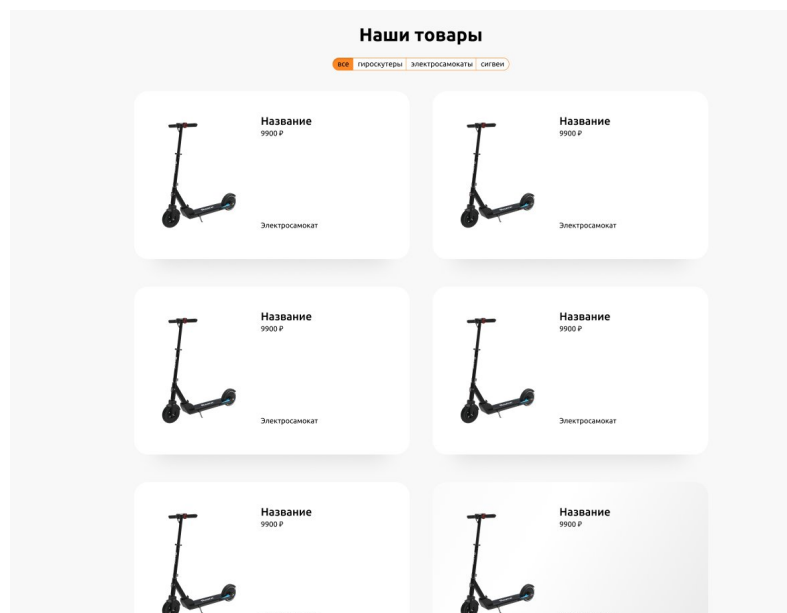 Наши товары
все гироскутеры электросамокаты сигвеи
Название
9900 ₽
Электросамокат
Название
9900 ₽
Электросамокат
Название
9900 ₽
Электросамокат
Название
9900 ₽
Электросамокат
Название
9900 ₽
Название
9900 ₽